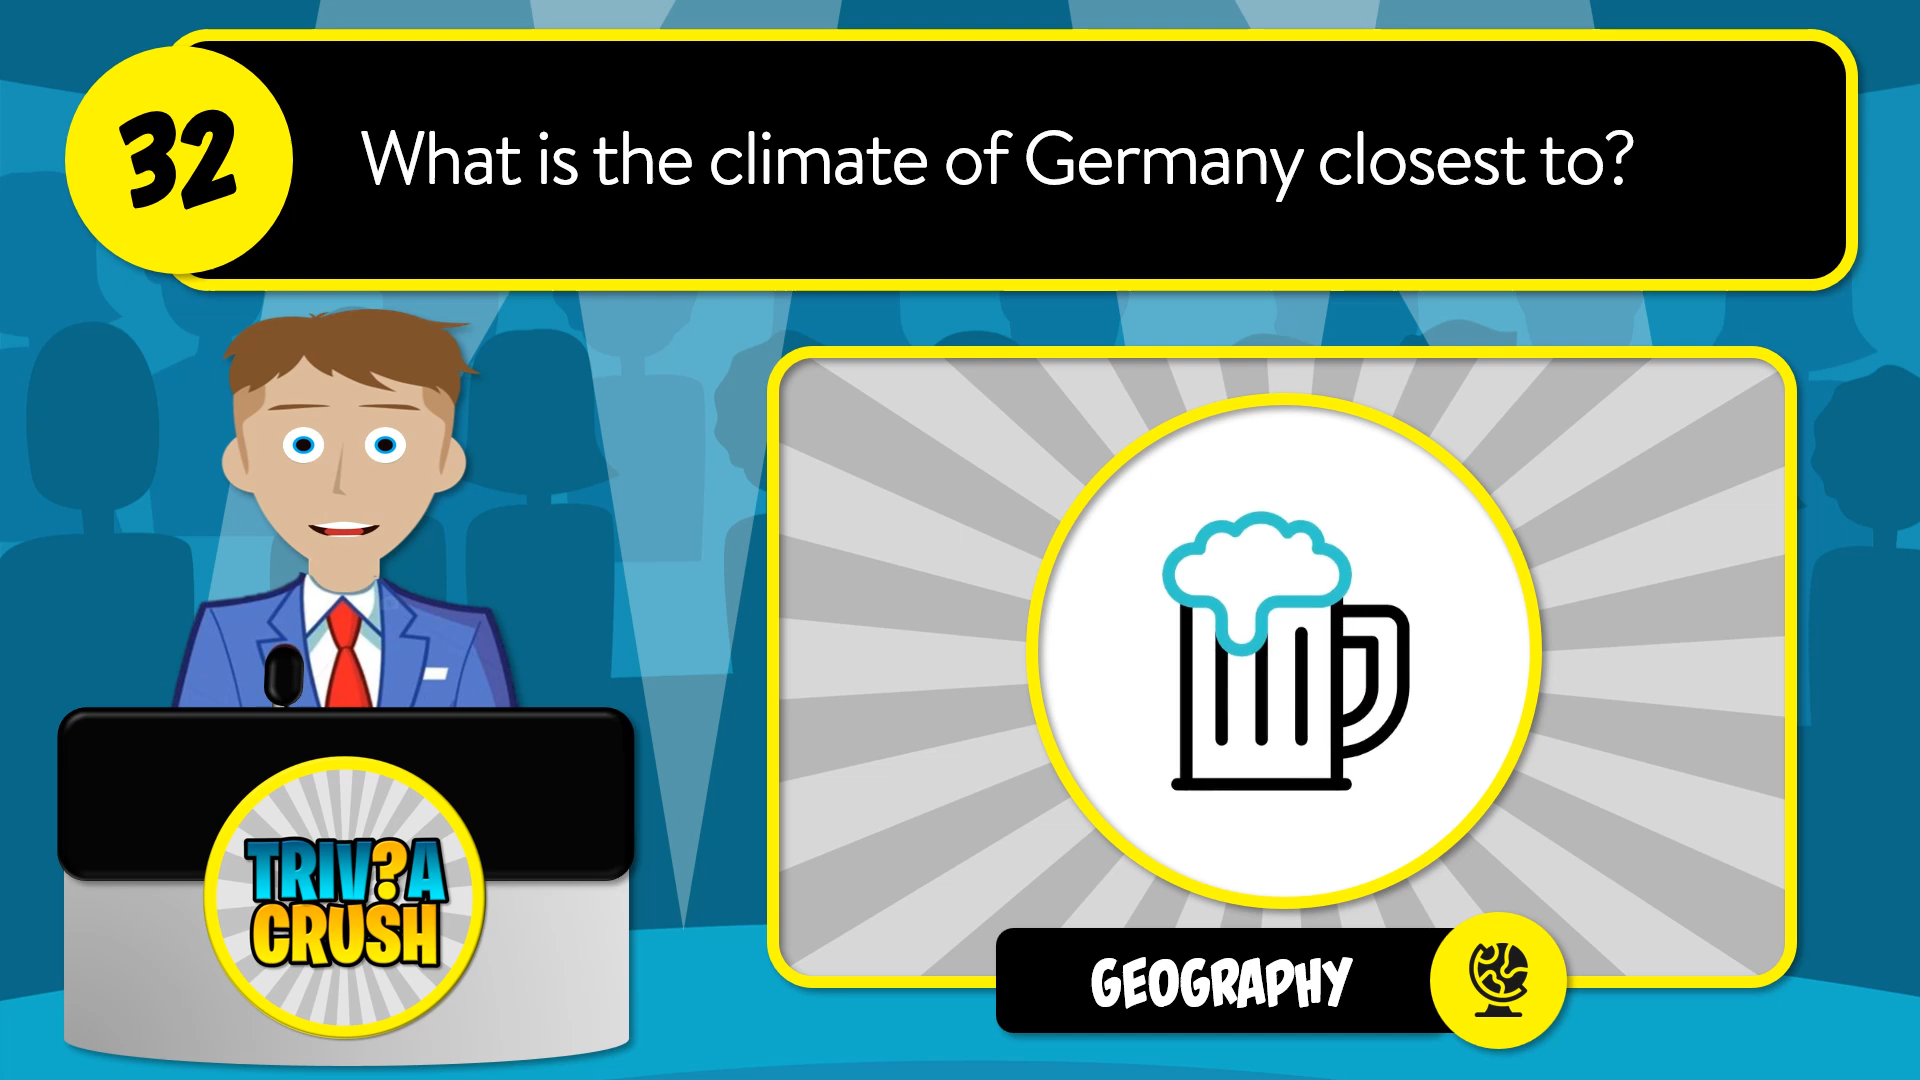 32
What is the climate of Germany closest to?
TRIV?A
CRUSH
GEOGRAPHY